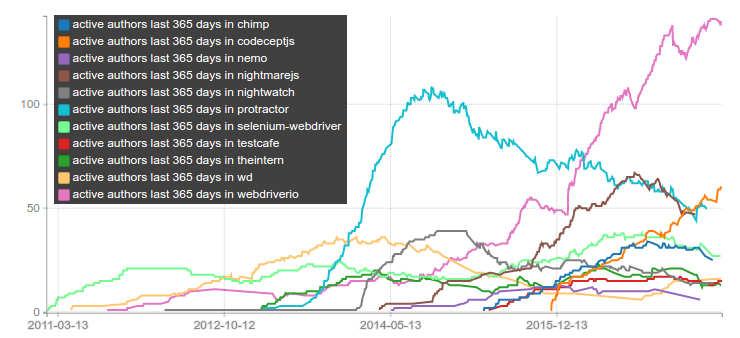 active authors last 365 days in chimp
active authors last 365 days in codeceptjs
active authors last 365 days in nemo
active authors last 365 days in nightmarejs
active authors last 365 days in nightwatch
active authors last 365 days in protractor
active authors last 365 days in selenium-webdriver
active authors last 365 days in testcafe
active authors last 365 days in theintern
active authors last 365 days in wd
active authors last 365 days in webdriverio
100
50
0
2011-03-13 2012-10-12 2014-05-13 2015-12-13